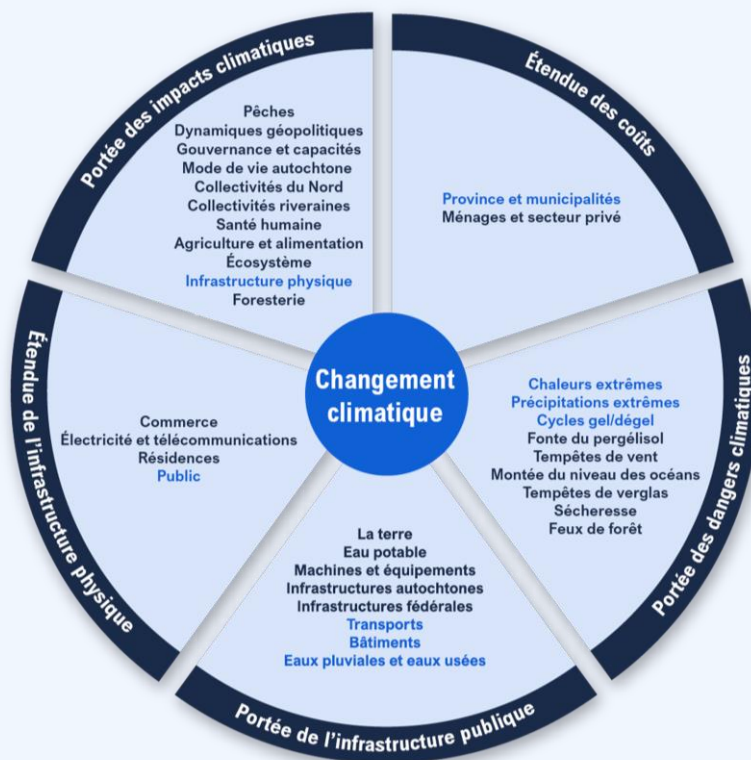 Portée des impacts climatiques
Pêches
Dynamiques géopolitiques
Gouvernance et capacités
Mode de vie autochtone
Collectivités du Nord
Collectivités riveraines
Santé humaine
Agriculture et alimentation
Écosystème
Infrastructure physique
Foresterie
Étendue des coûts
Province et municipalités
Ménages et secteur privé
Portée des dangers climatiques
Chaleurs extrêmes
Précipitations extrêmes
Cycles gel/dégel
Fonte du pergélisol
Tempêtes de vent
Montée du niveau des océans
Tempêtes de verglas
Sécheresse
Feux de forêt
Portée de l'infrastructure publique
La terre
Eau potable
Machines et équipements
Infrastructures autochtones
Infrastructures fédérales
Transports
Bâtiments
Eaux pluviales et eaux usées
Étendue de l'infrastructure physique
Commerce
Électricité et télécommunications
Résidences
Public
Changement
climatique